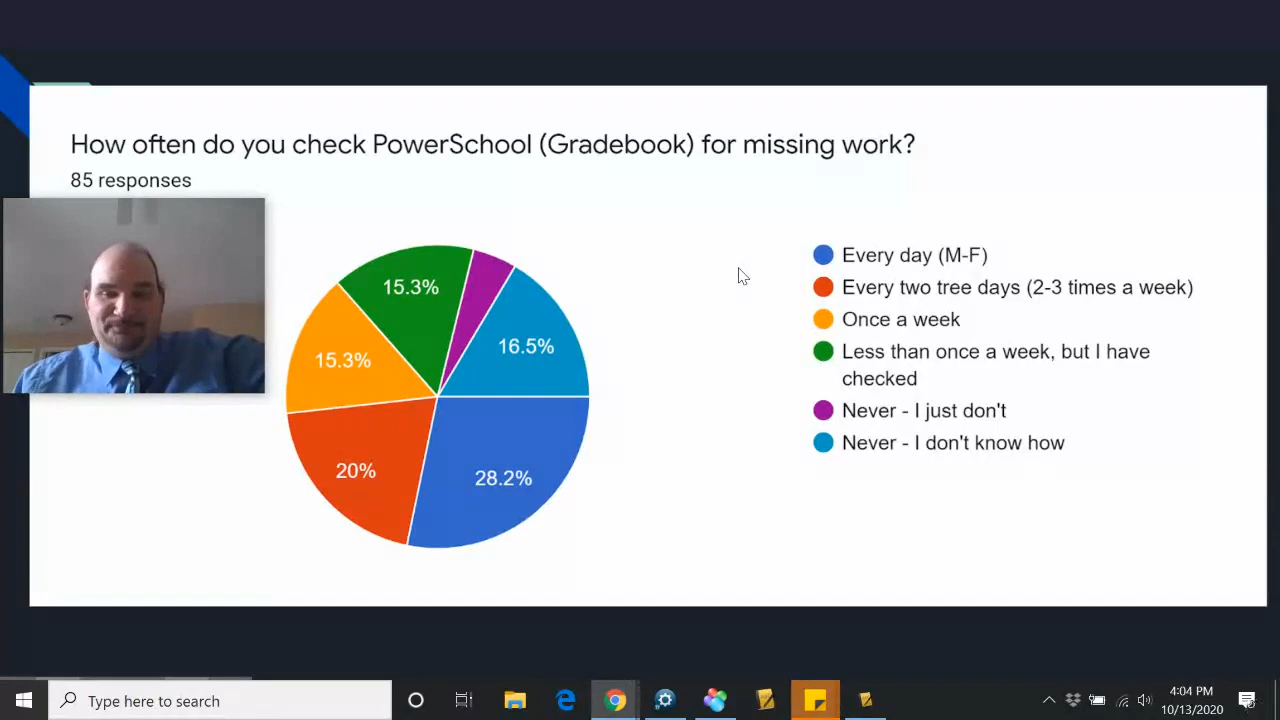 How often do you check PowerSchool (Gradebook) for missing work?
85 responses
15.3%
15.3%
16.5%
20%
28.2%
Every day (M-F)
Every two tree days (2-3 times a week)
Once a week
Less than once a week, but I have
checked
Never - I just don't
Never - I don't know how
Type here to search
4:04 PM
10/13/2020